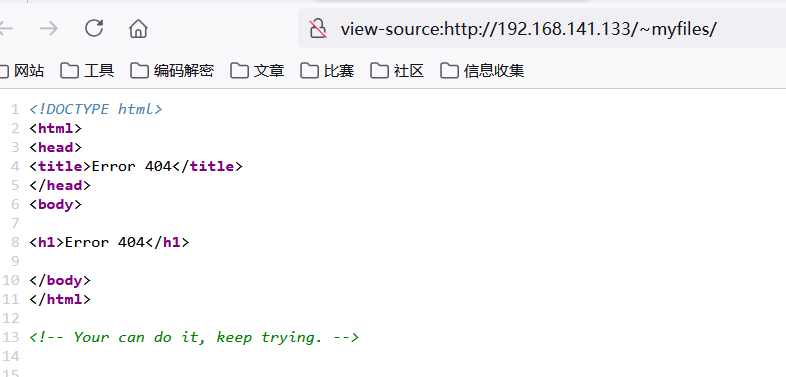 view-source:http://192.168.141.133/~myfiles/
网站 工具 编码解密 文章 比赛 社区 信息收集
1 <!DOCTYPE html>
2 <html>
3 <head>
4 <title>Error 404</title>
5 </head>
6 <body>
7
8 <h1>Error 404</h1>
9
10 </body>
11 </html>
12
13 <!-- Your can do it, keep trying. -->
14
15